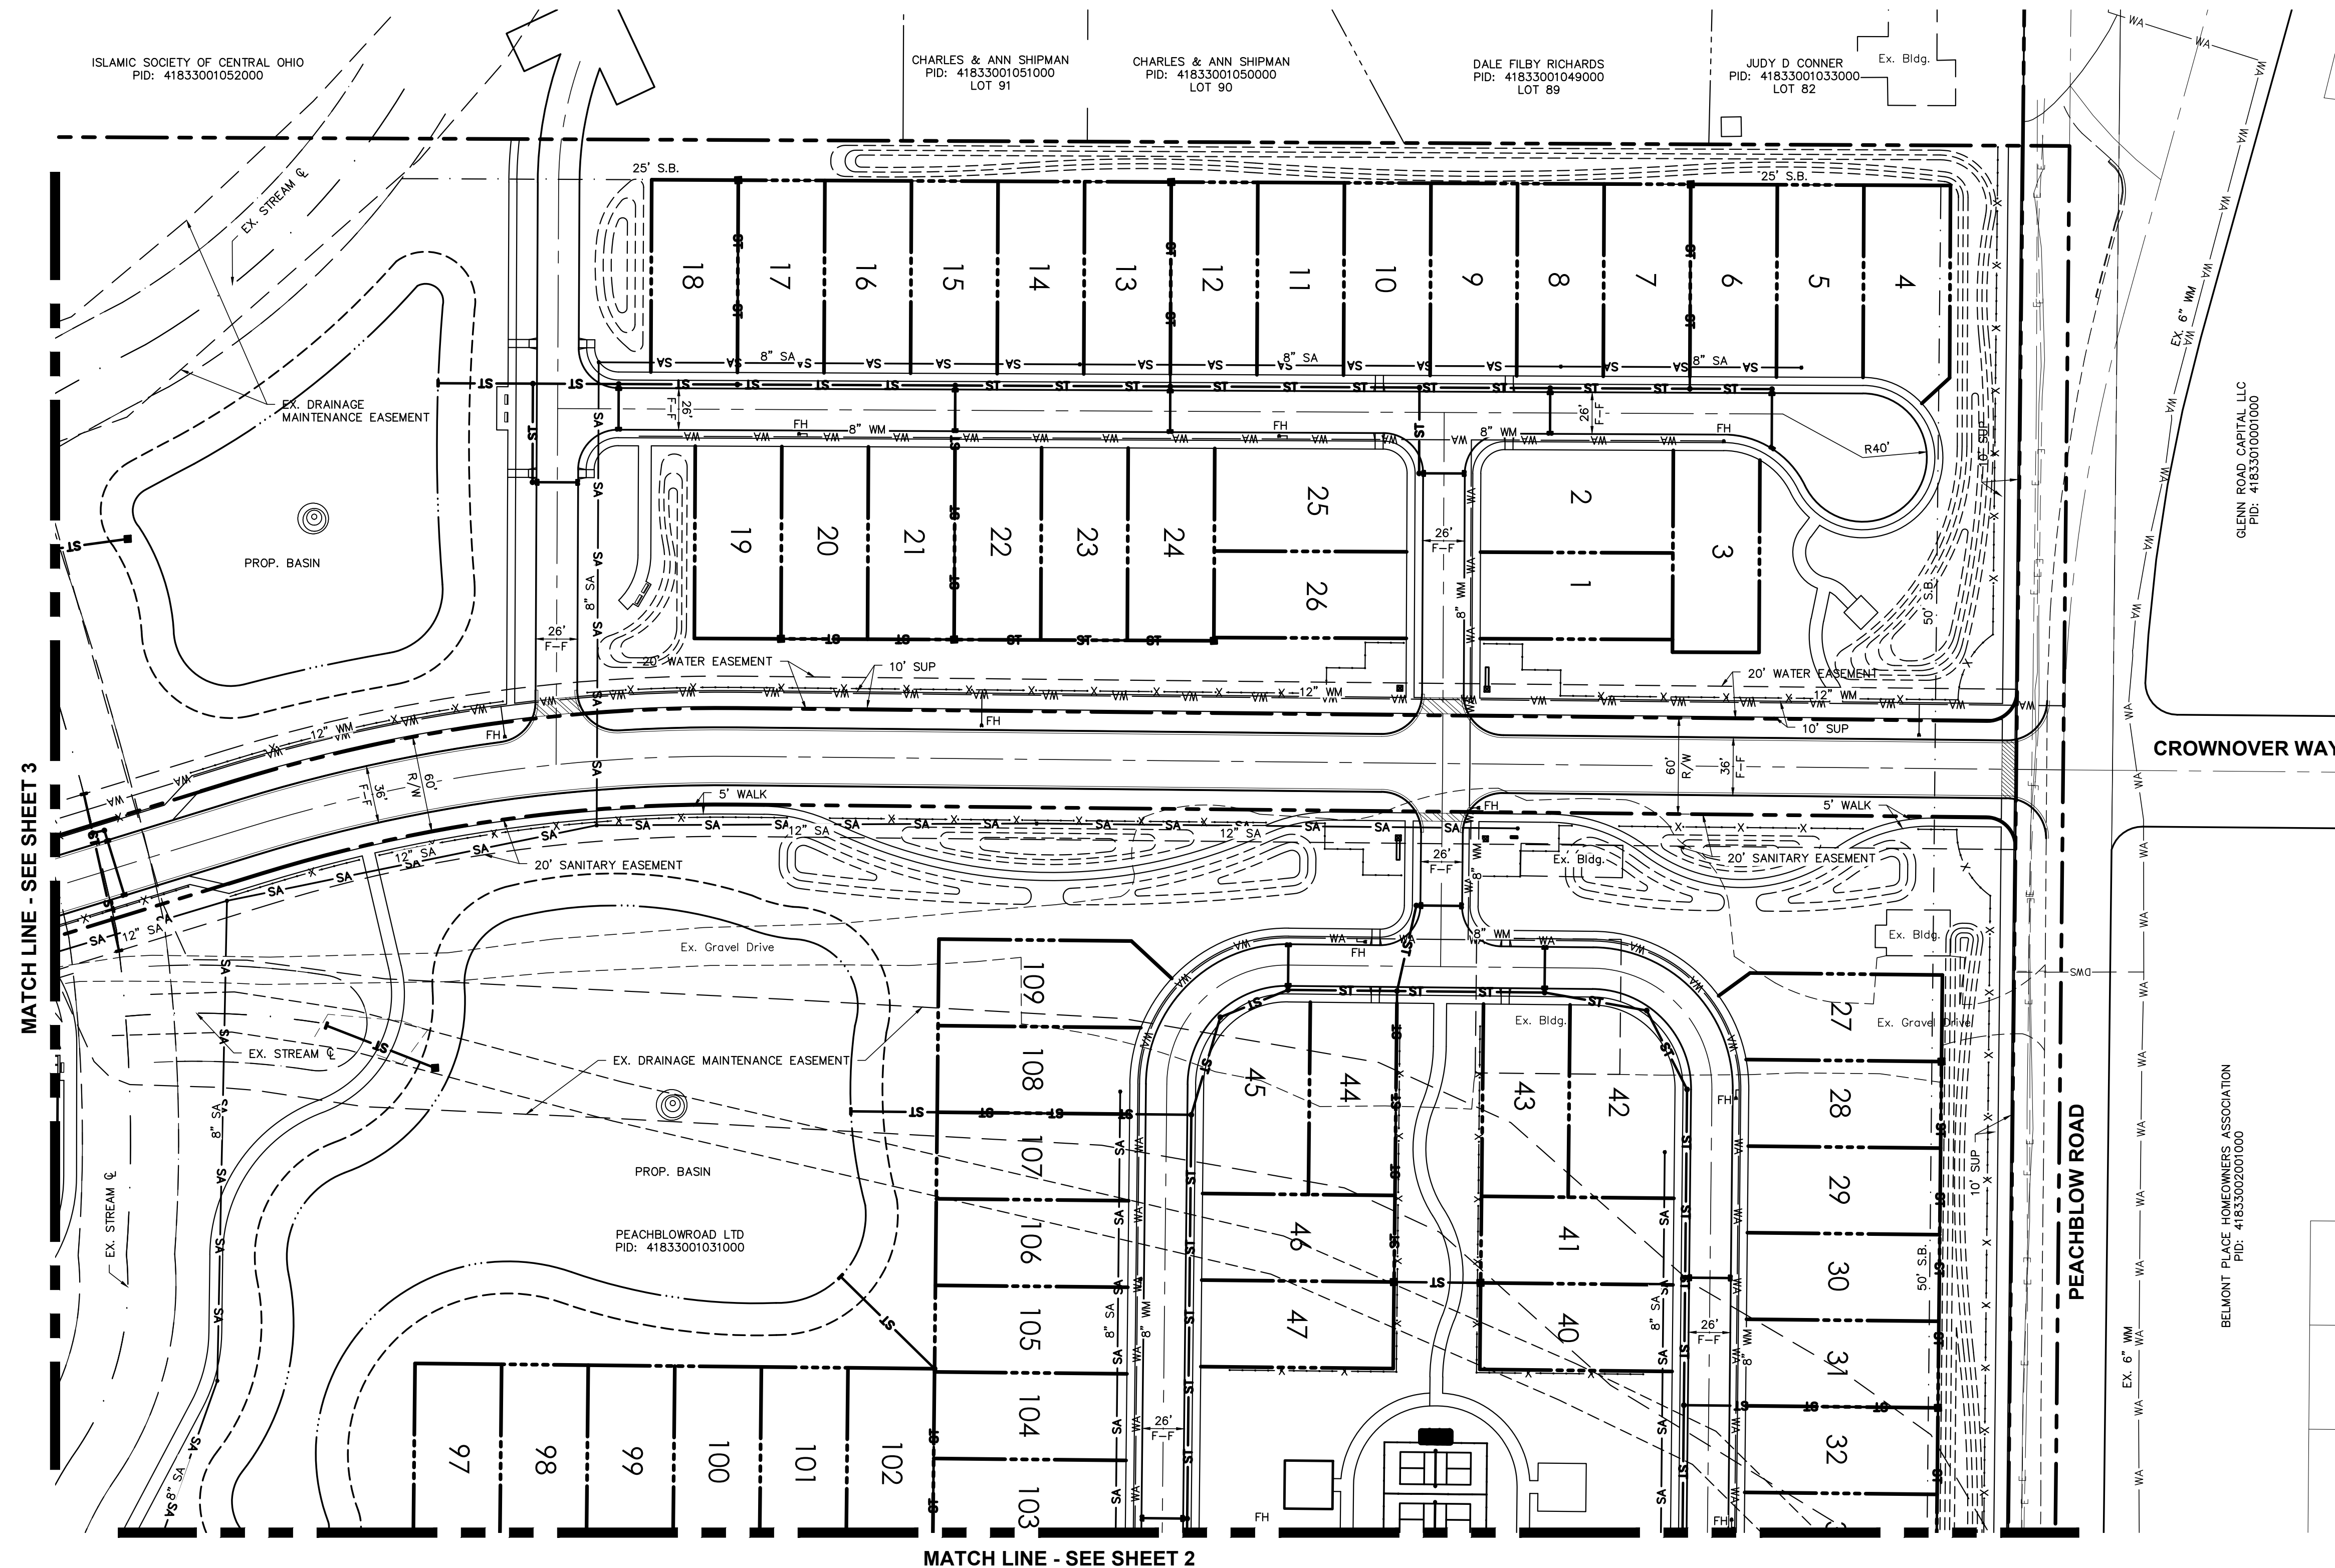 ISLAMIC SOCIETY OF CENTRAL OHIO
PID: 41833001052000
CHARLES & ANN SHIPMAN
PID: 41833001051000
LOT 91
CHARLES & ANN SHIPMAN
PID: 41833001050000
LOT 90
DALE FILBY RICHARDS
PID: 41833001049000
LOT 89
JUDY D CONNER
PID: 41833001033000
LOT 82
Ex. Bldg.
EX. STREAM ℄
25' S.B.
25' S.B.
18
17
16
15
14
13
12
11
10
9
8
7
6
5
4
EX. 6" WM
8" SA
8" SA
8" SA
EX. DRAINAGE
MAINTENANCE EASEMENT
26'
F-F
26'
F-F
FH
8" WM
FH
8" WM
FH
R40'
10' SUP
GLENN ROAD CAPITAL LLC
PID: 41833010001000
PROP. BASIN
8" SA
19
20
21
22
23
24
25
26
26'
F-F
8" WM
2
1
3
50' S.B.
26'
F-F
20' WATER EASEMENT
10' SUP
12" WM
20' WATER EASEMENT
12" WM
10' SUP
12" WM
FH
FH
36'
F-F
60'
R/W
60'
R/W
36'
F-F
CROWNOVER WAY
MATCH LINE - SEE SHEET 3
5' WALK
FH
5' WALK
12" SA
12" SA
12" SA
20' SANITARY EASEMENT
26'
F-F
8" WM
Ex. Bldg.
20' SANITARY EASEMENT
12" SA
Ex. Gravel Drive
FH
8" WM
Ex. Bldg.
DWS
109
108
107
106
105
104
103
EX. STREAM ℄
EX. DRAINAGE MAINTENANCE EASEMENT
Ex. Bldg.
Ex. Gravel Drive
27
28
29
30
31
32
45
44
43
42
46
41
47
40
FH
8" SA
PROP. BASIN
EX. STREAM ℄
PEACHBLOWROAD LTD
PID: 41833001031000
8" SA
8" WM
8" SA
26'
F-F
8" WM
50' S.B.
10' SUP
PEACHBLOW ROAD
BELMONT PLACE HOMEOWNERS ASSOCIATION
PID: 41833002001000
EX. 6" WM
26'
F-F
97
98
99
100
101
102
8" SA
FH
FH
MATCH LINE - SEE SHEET 2